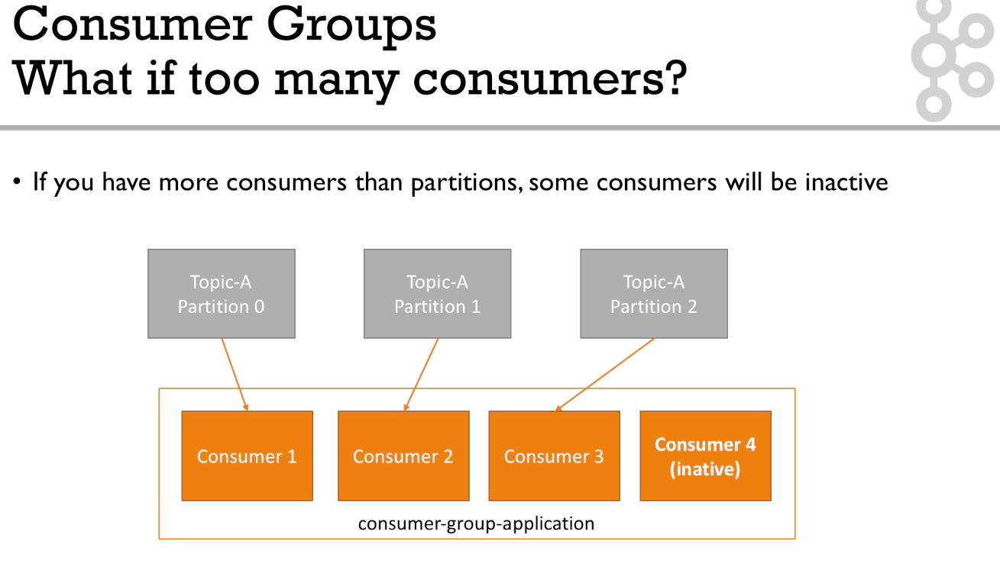 Consumer Groups
What if too many consumers?
• If you have more consumers than partitions, some consumers will be inactive
Topic-A
Partition 0
Topic-A
Partition 1
Topic-A
Partition 2
Consumer 1
Consumer 2
Consumer 3
Consumer 4
(inative)
consumer-group-application